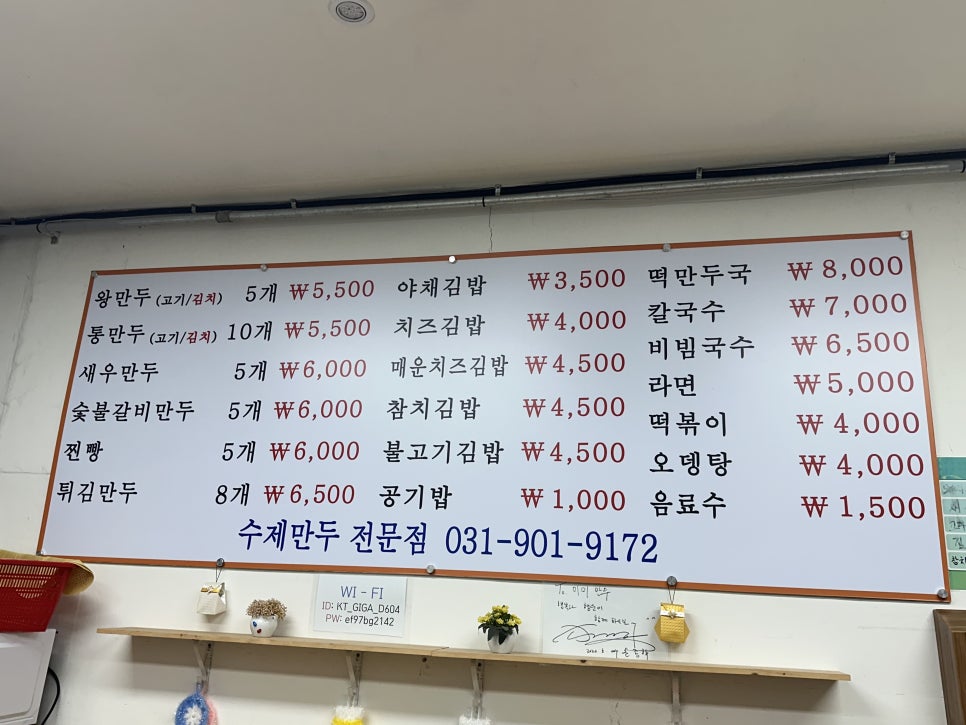 왕만두 (고기/김치) 5개 ₩5,500
통만두 (고기/김치) 10개 ₩5,500
새우만두 5개 ₩6,000
숯불갈비만두 5개 ₩6,000
찐빵 5개 ₩6,000
튀김만두 8개 ₩6,500
야채김밥 ₩3,500
치즈김밥 ₩4,000
매운치즈김밥 ₩4,500
참치김밥 ₩4,500
불고기김밥 ₩4,500
공기밥 ₩1,000
떡만두국 ₩8,000
칼국수 ₩7,000
비빔국수 ₩6,500
라면 ₩5,000
떡볶이 ₩4,000
오뎅탕 ₩4,000
음료수 ₩1,500
수제만두 전문점 031-901-9172
WI - FI
ID: KT_GIGA_D604
PW: ef97bg2142